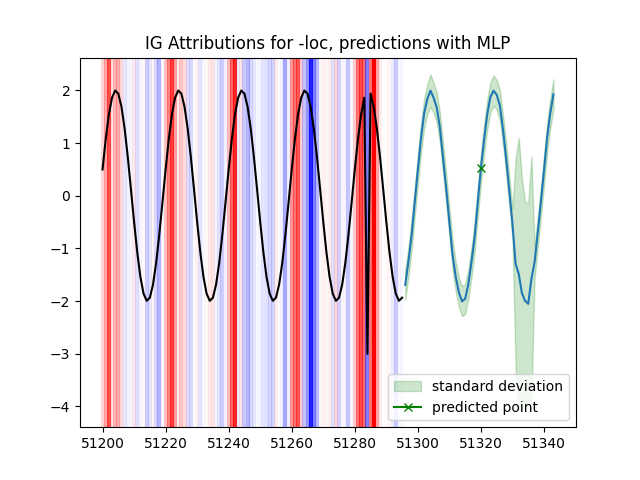 IG Attributions for -loc, predictions with MLP
2
1
0
−1
−2
−3
−4
standard deviation
predicted point
51200 51220 51240 51260 51280 51300 51320 51340